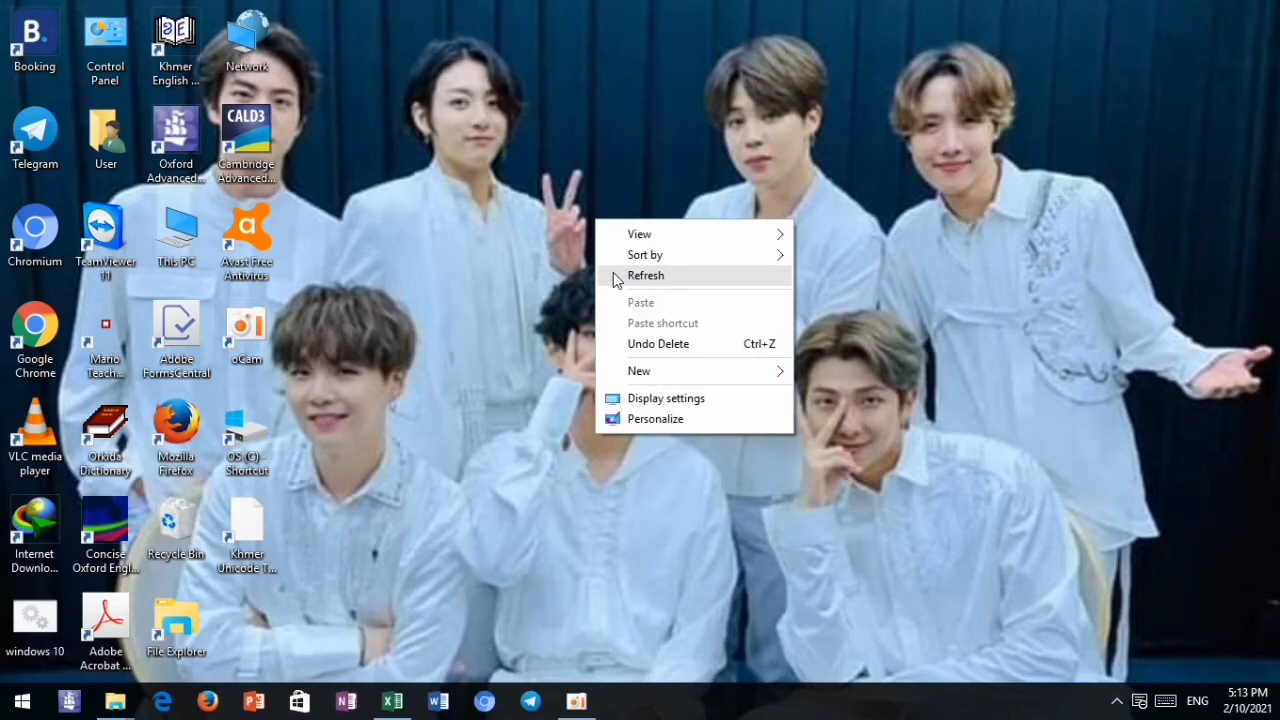 B.
Booking
Control
Panel
Khmer
English ...
Network
Telegram
User
Oxford
Advanced...
CALD3
Cambridge
Advanced...
Chromium
TeamViewer
11
This PC
Avast Free
Antivirus
Google
Chrome
Mario
Teach...
Adobe
FormsCentral
oCam
VLC media
player
Orkida
Dictionary
Mozilla
Firefox
OS (C) -
Shortcut
Internet
Downlo...
Concise
Oxford Engl...
Recycle Bin
Khmer
Unicode T...
windows 10
Adobe
Acrobat ...
File Explorer
View
Sort by
Refresh
Paste
Paste shortcut
Undo Delete Ctrl+Z
New
Display settings
Personalize
ENG
5:13 PM
2/10/2021